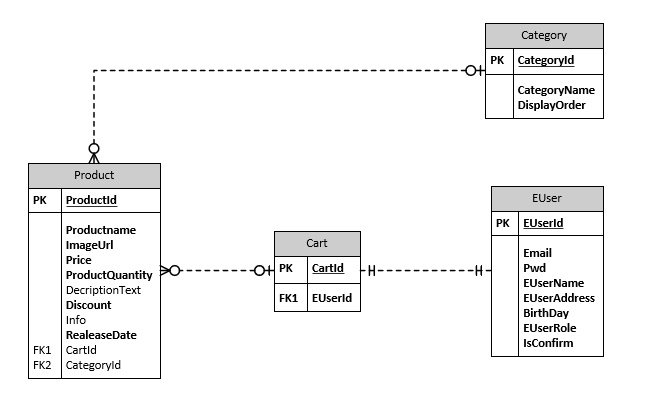 Category
PK CategoryId
CategoryName
DisplayOrder
Product
PK ProductId
Productname
ImageUrl
Price
ProductQuantity
DecriptionText
Discount
Info
RealeaseDate
FK1 CartId
FK2 CategoryId
Cart
PK CartId
FK1 EUserId
EUser
PK EUserId
Email
Pwd
EUserName
EUserAddress
BirthDay
EUserRole
IsConfirm